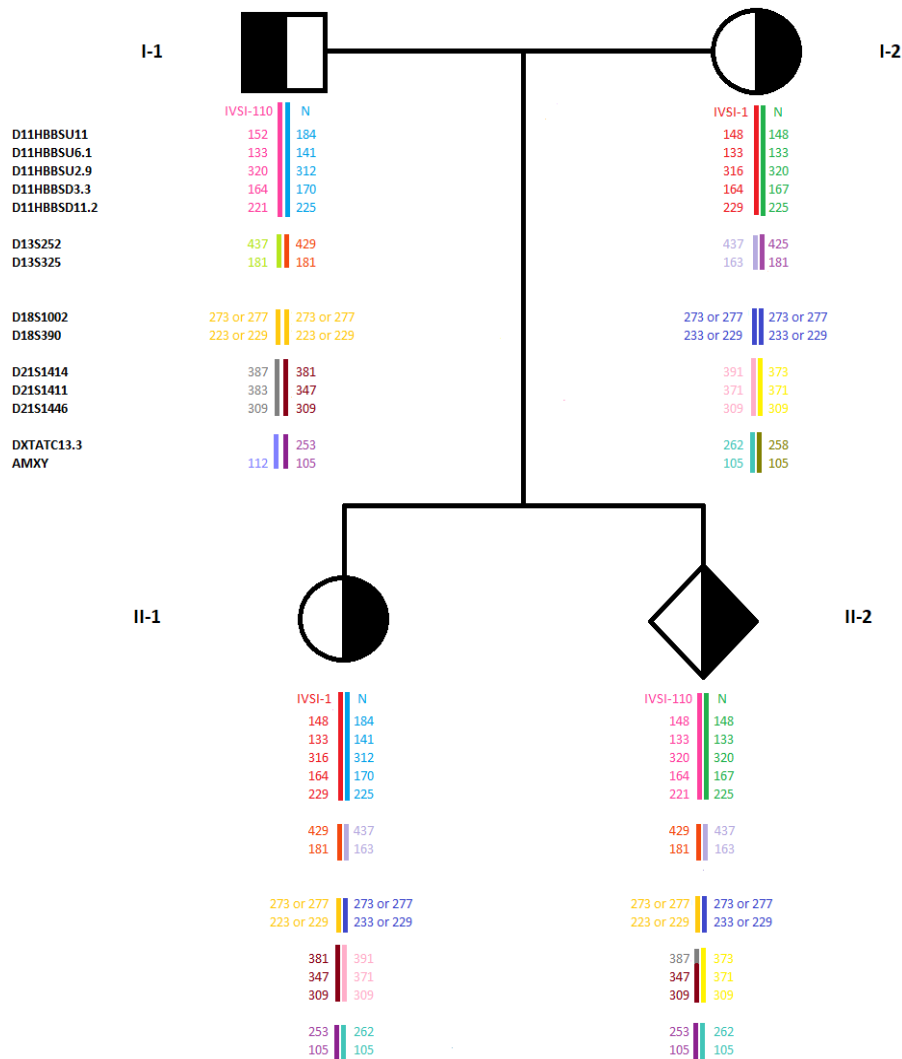 I-1 I-2
IVSI-110 N IVSI-1 N
D11HBBSU11 152 184 148 148
D11HBBSU6.1 133 141 133 133
D11HBBSU2.9 320 312 316 320
D11HBBSD3.3 164 170 164 167
D11HBBSD11.2 221 225 229 225
D13S252 437 429 437 425
D13S325 181 181 163 181
D18S1002 273 or 277 273 or 277 273 or 277 273 or 277
D18S390 223 or 229 223 or 229 233 or 229 233 or 229
D21S1414 387 381 391 373
D21S1411 383 347 371 371
D21S1446 309 309 309 309
DXTATC13.3 253 262 258
AMXY 112 105 105 105
II-1 II-2
IVSI-1 N IVSI-110 N
148 184 148 148
133 141 133 133
316 312 320 320
164 170 164 167
229 225 221 225
429 437 429 437
181 163 181 163
273 or 277 273 or 277 273 or 277 273 or 277
223 or 229 233 or 229 223 or 229 233 or 229
381 391 387 373
347 371 347 371
309 309 309 309
253 262 253 262
105 105 105 105